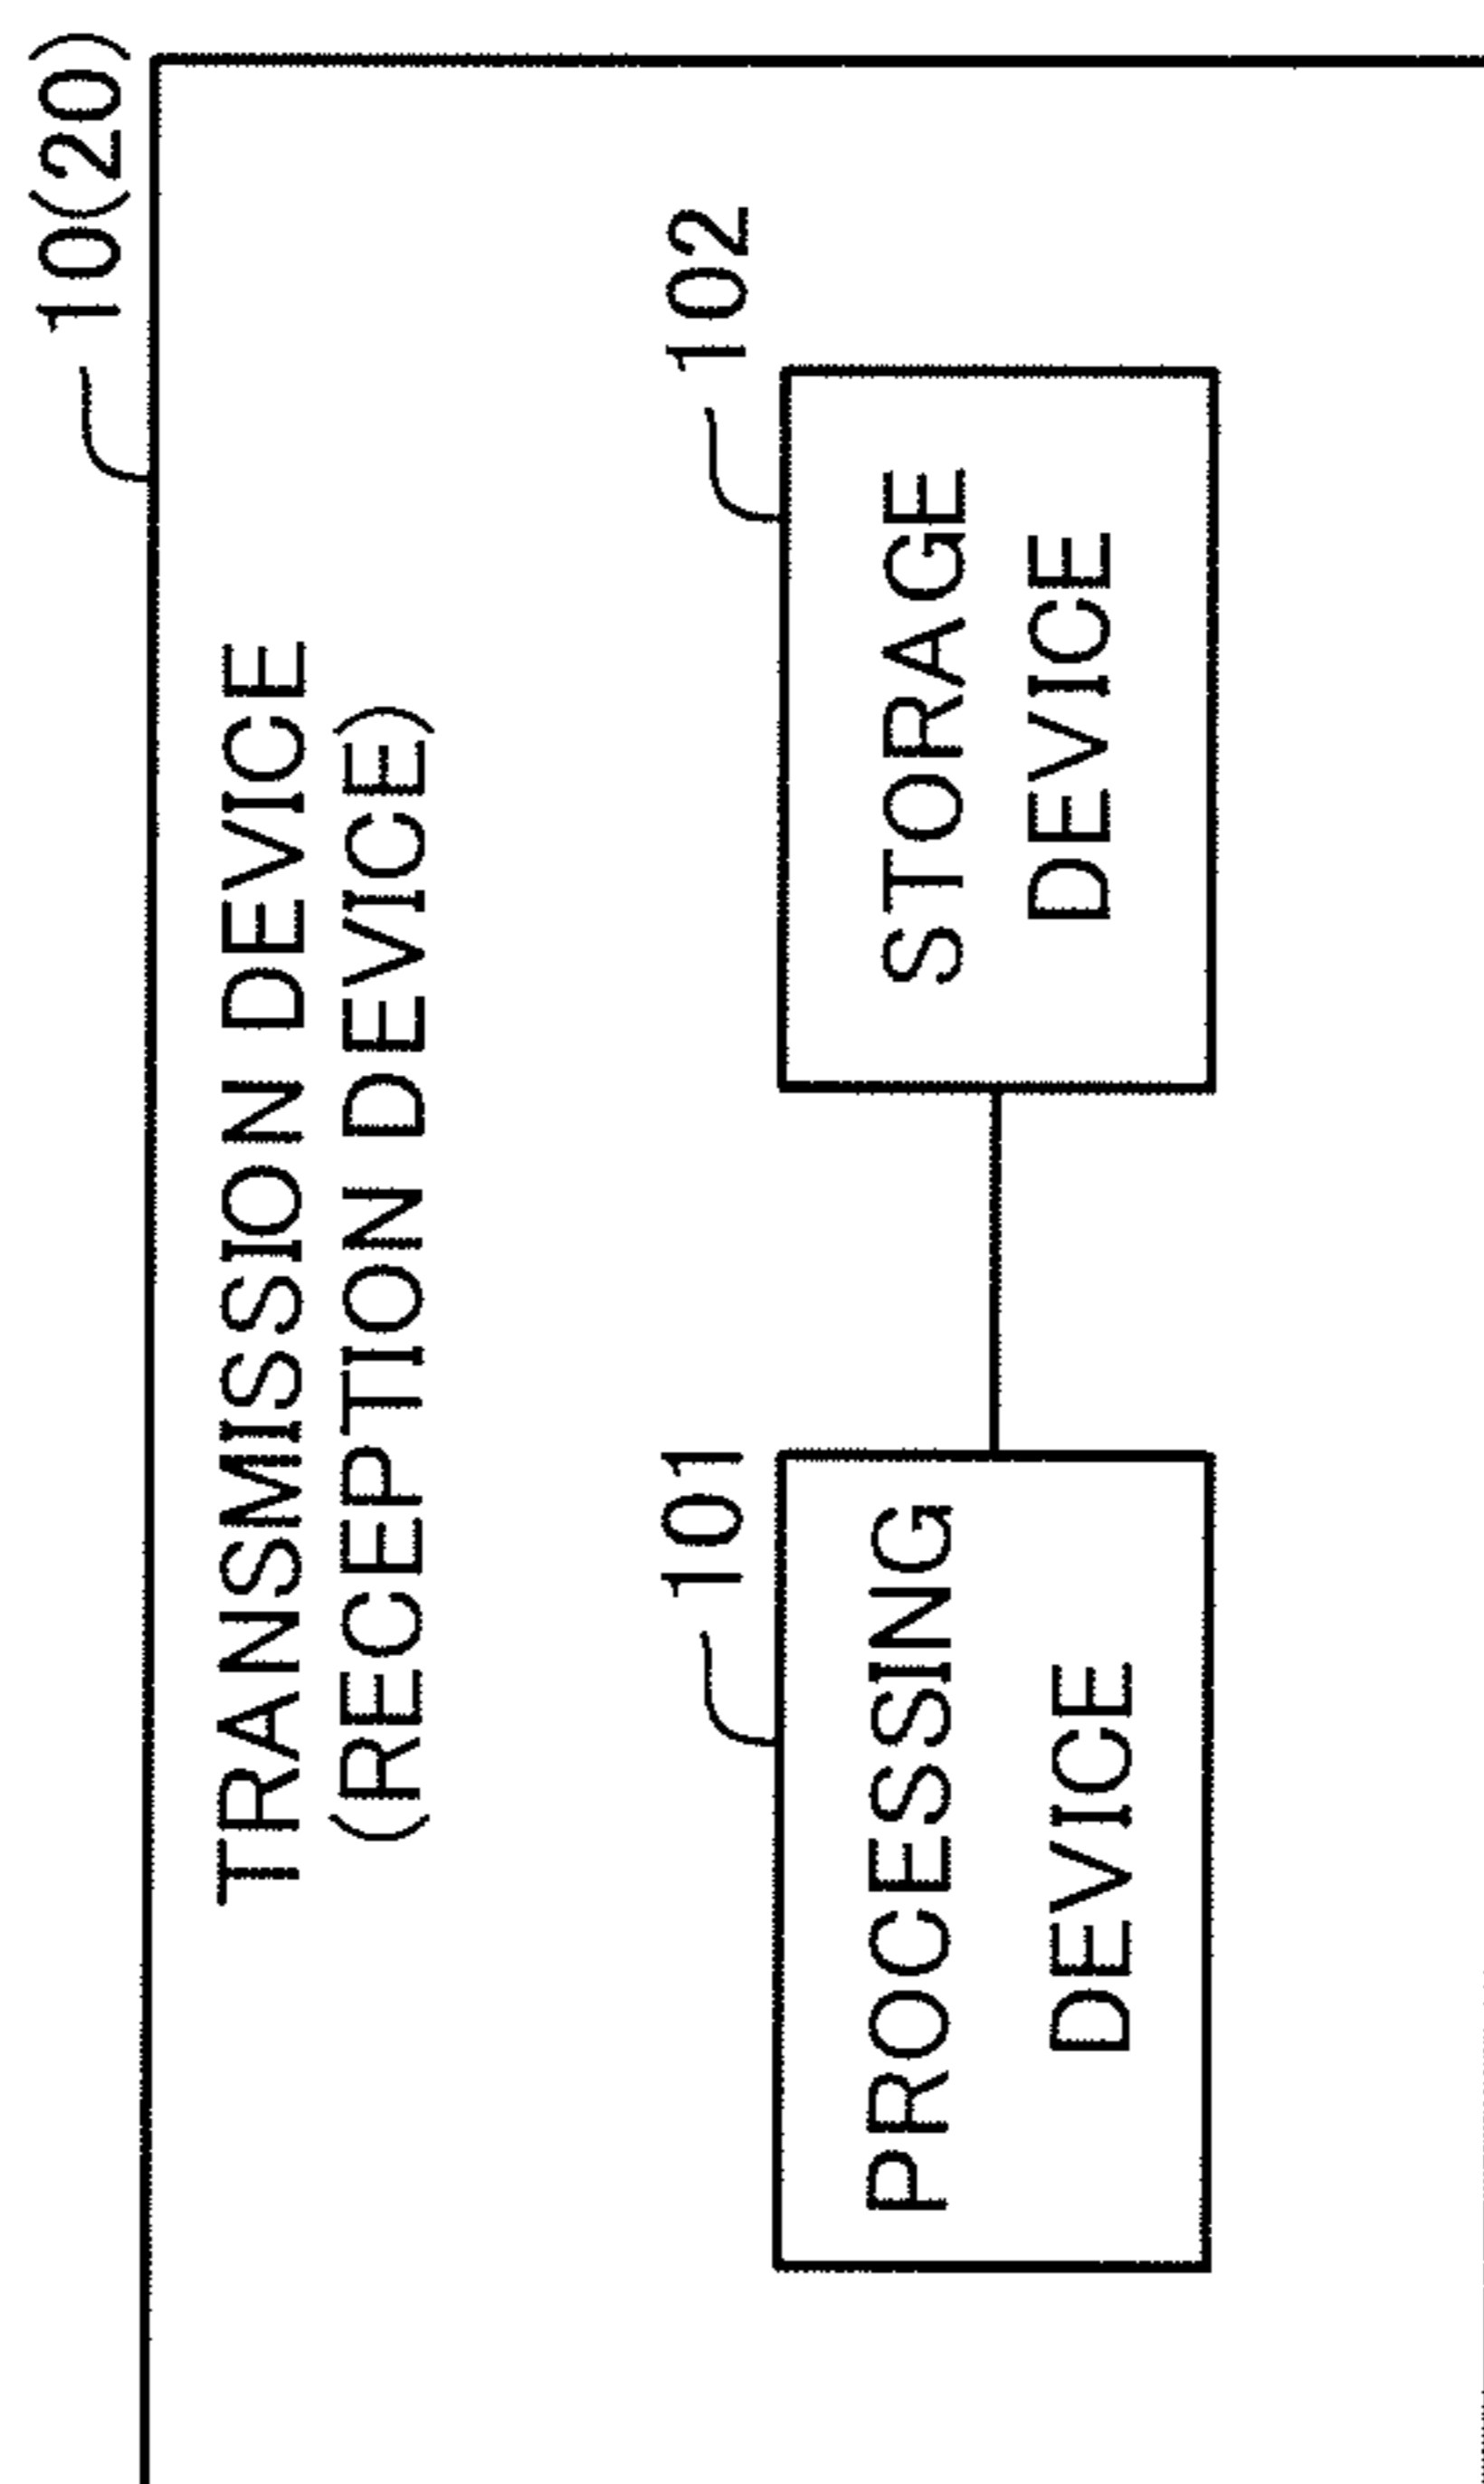 10(20)
TRANSMISSION DEVICE
(RECEPTION DEVICE)
101
PROCESSING
DEVICE
102
STORAGE
DEVICE